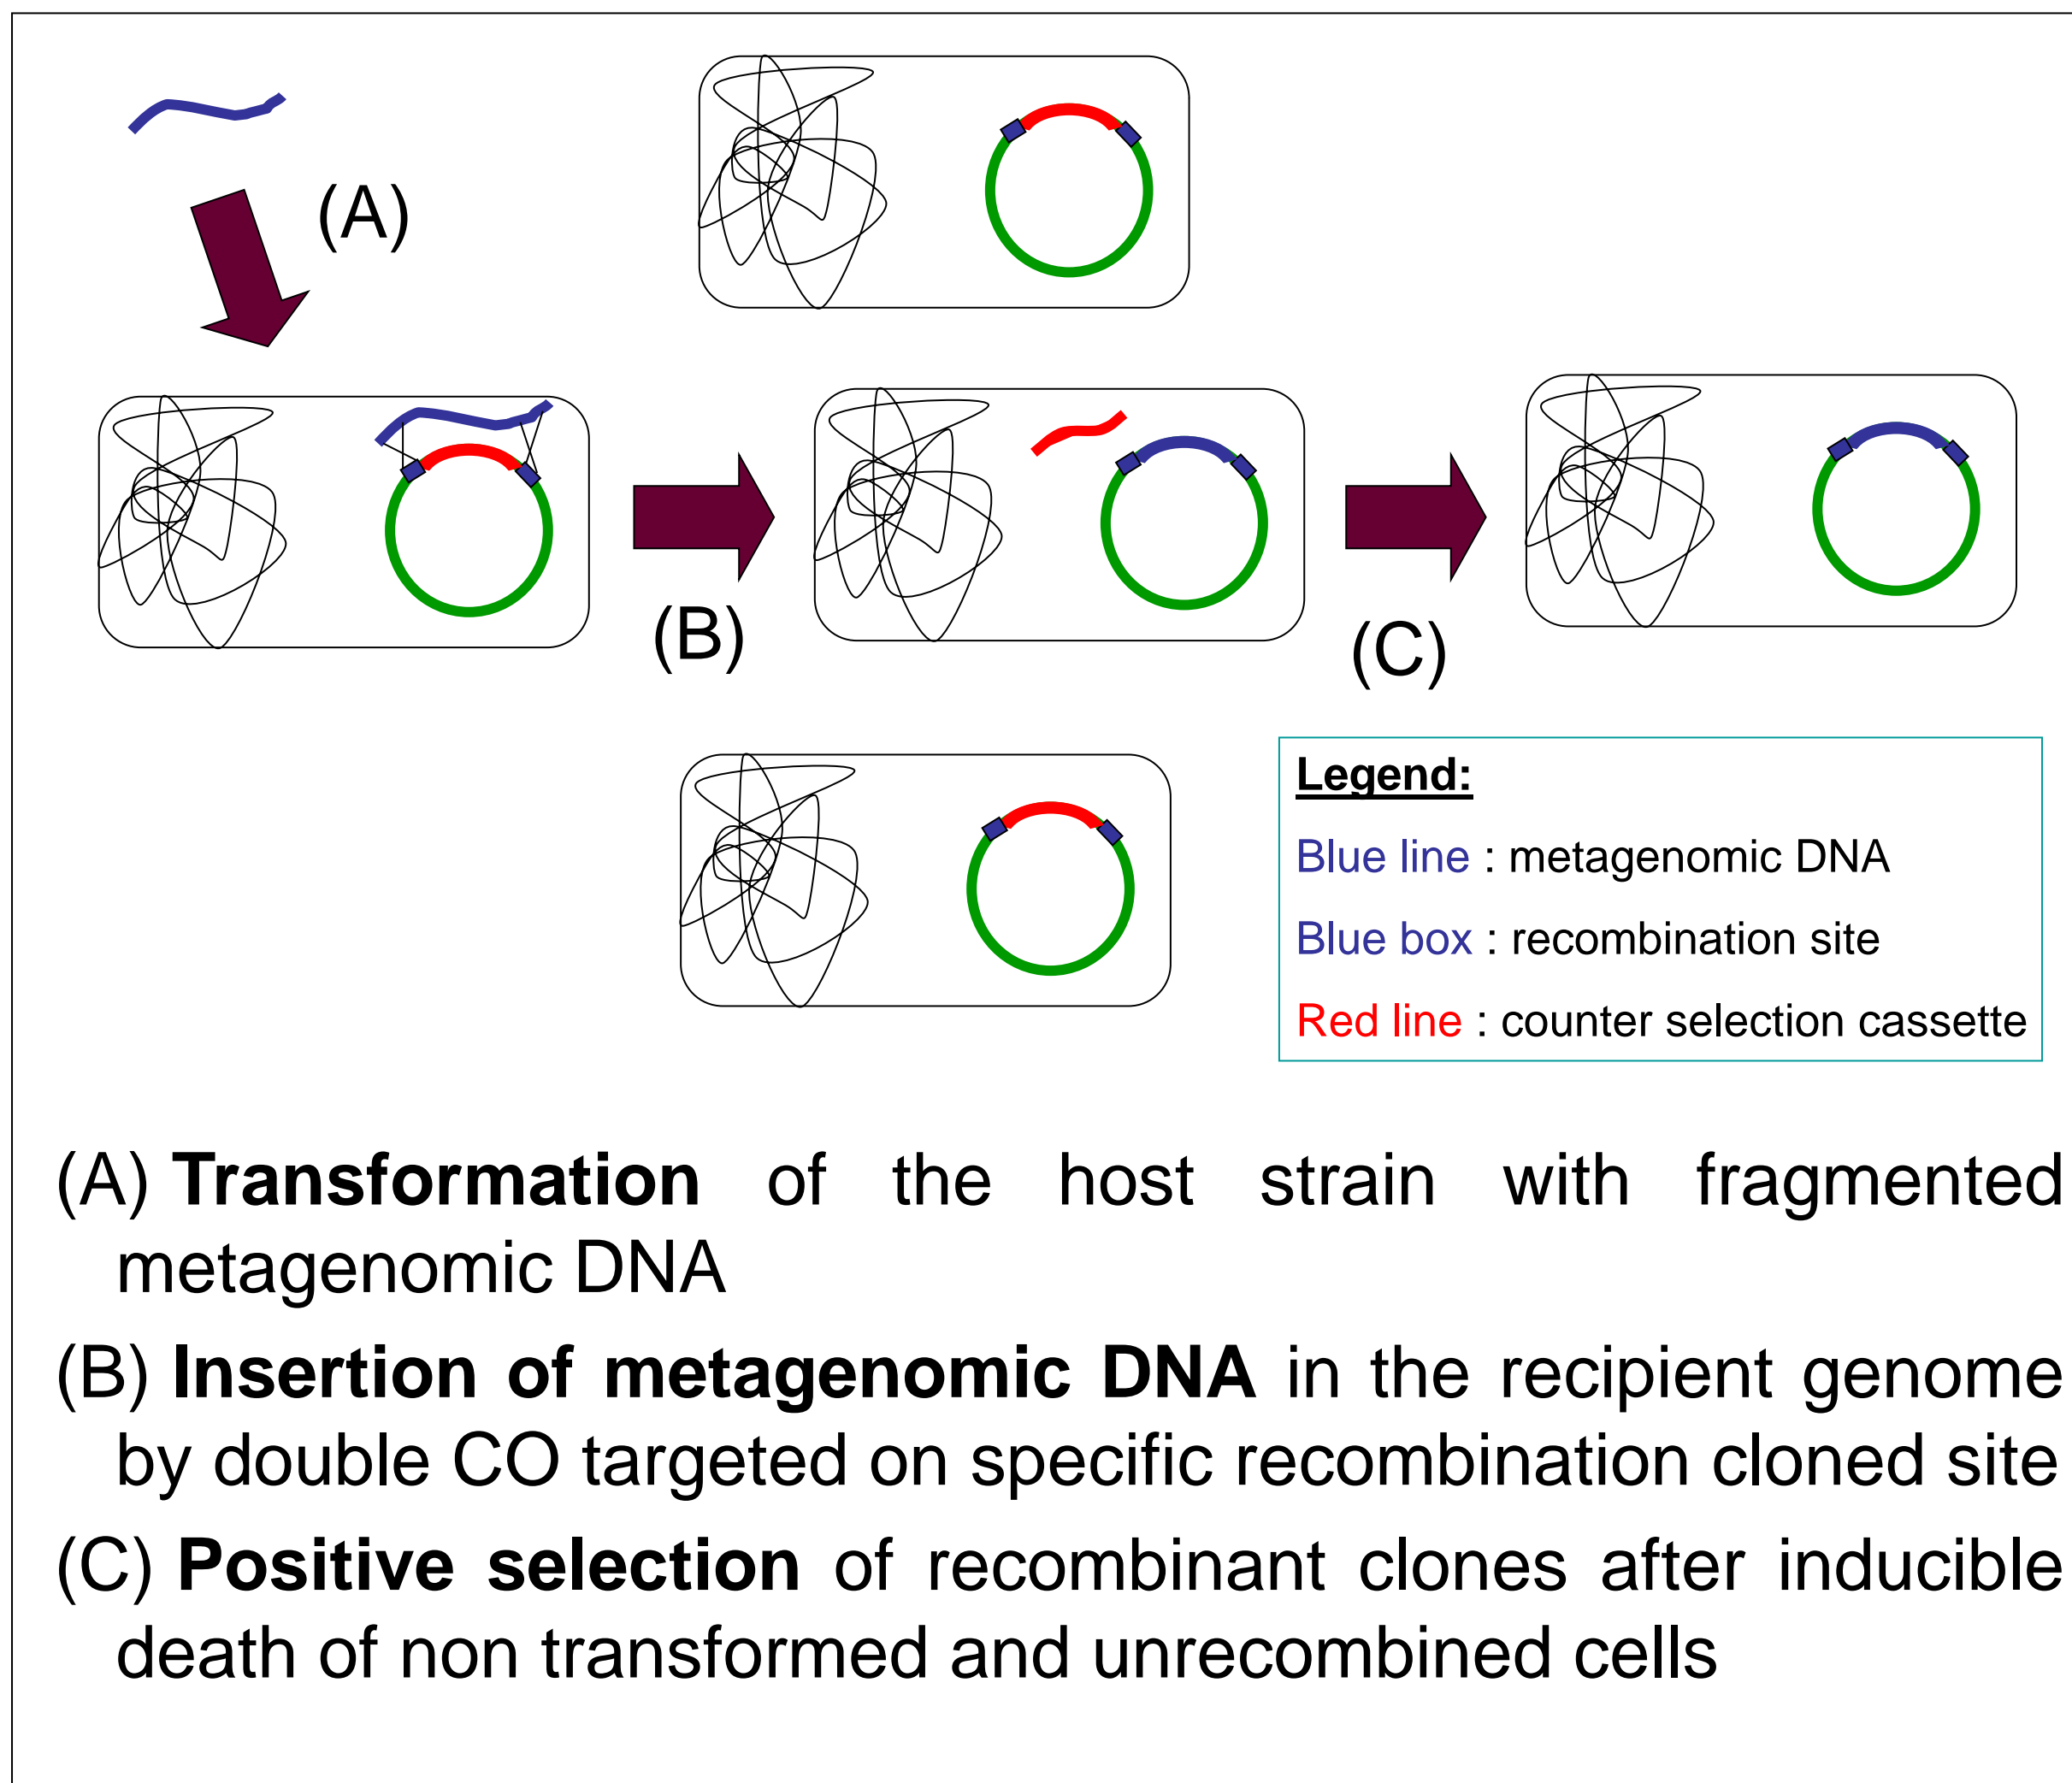 (A)
(B)
(C)
Legend:
Blue line : metagenomic DNA
Blue box : recombination site
Red line : counter selection cassette
(A) Transformation of the host strain with fragmented
metagenomic DNA
(B) Insertion of metagenomic DNA in the recipient genome
by double CO targeted on specific recombination cloned site
(C) Positive selection of recombinant clones after inducible
death of non transformed and unrecombined cells